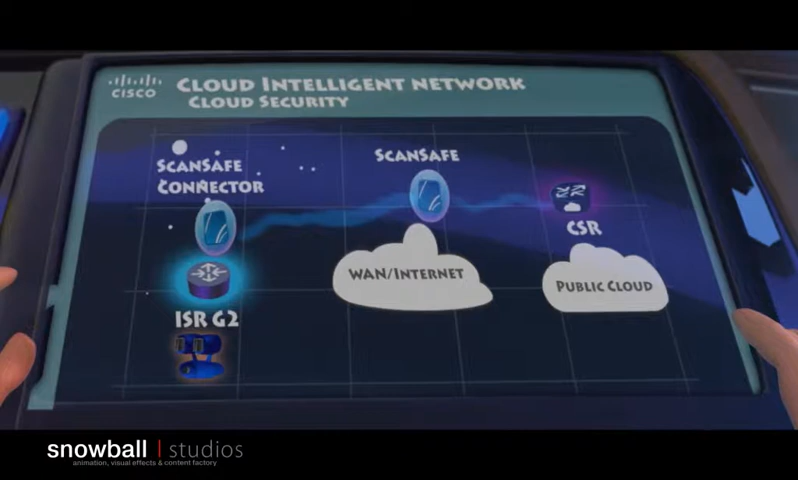 CISCO
CLOUD INTELLIGENT NETWORK
CLOUD SECURITY
SCANSAFE
CONNECTOR
SCANSAFE
CSR
WAN/INTERNET
PUBLIC CLOUD
ISR G2
snowball | studios
animation, visual effects & content factory